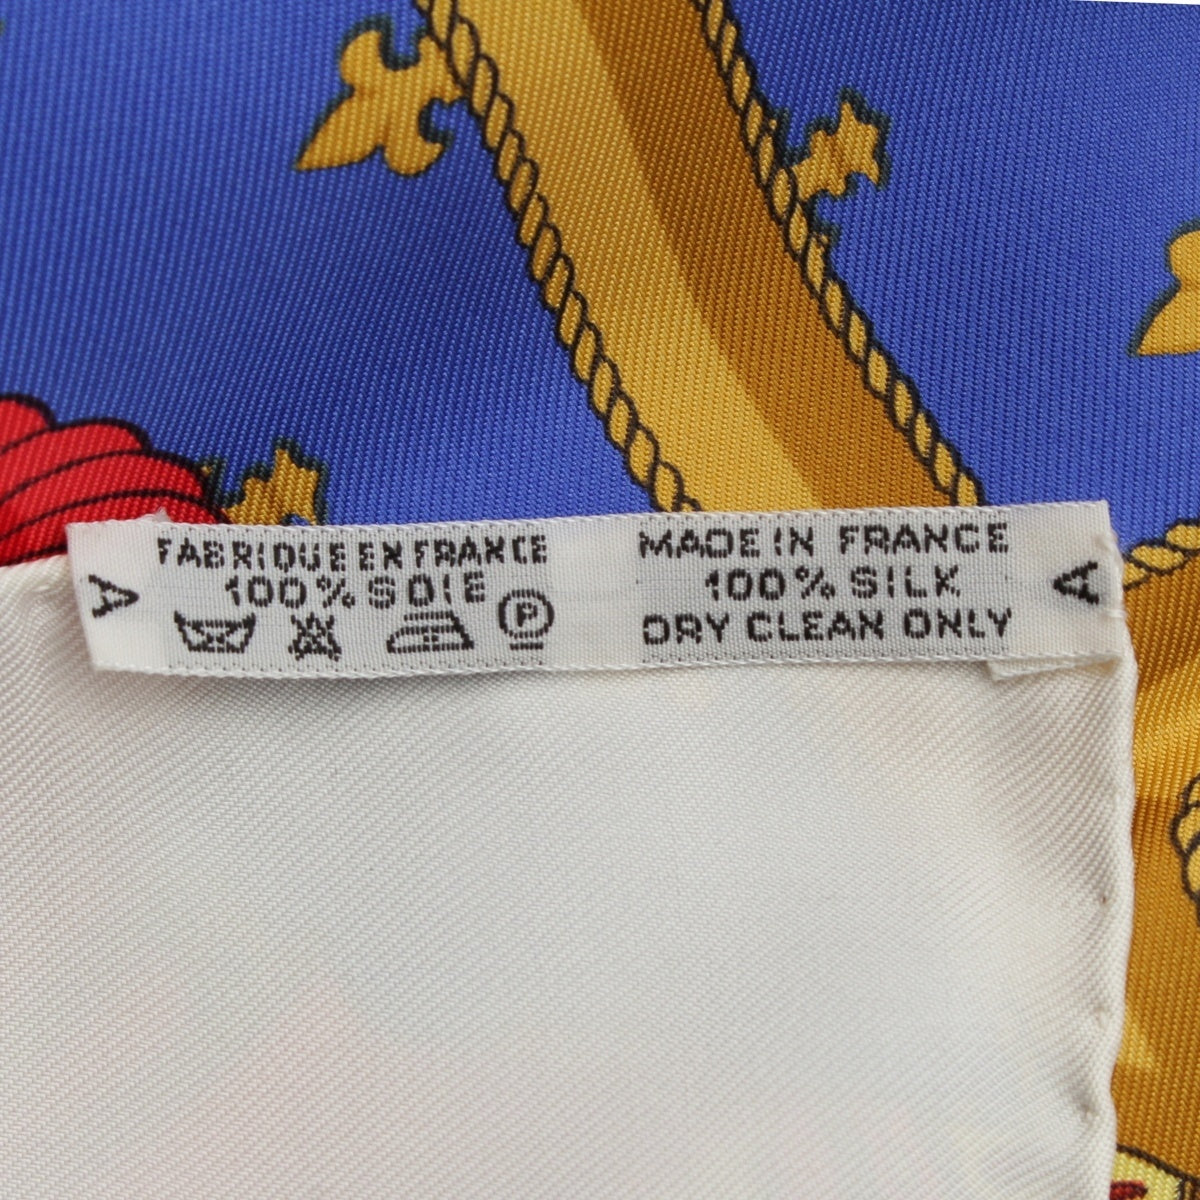 FABRIQUE EN FRANCE
100% SOIE
P
A
MADE IN FRANCE
100% SILK
DRY CLEAN ONLY
A